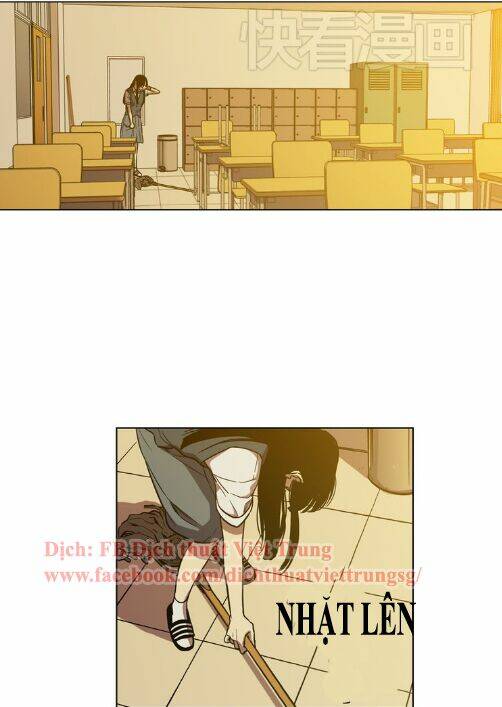 快看漫画
Dịch: FB Dịch thuật Việt Trung
www.facebook.com/dichthuatviettrungsg/
NHẶT LÊN